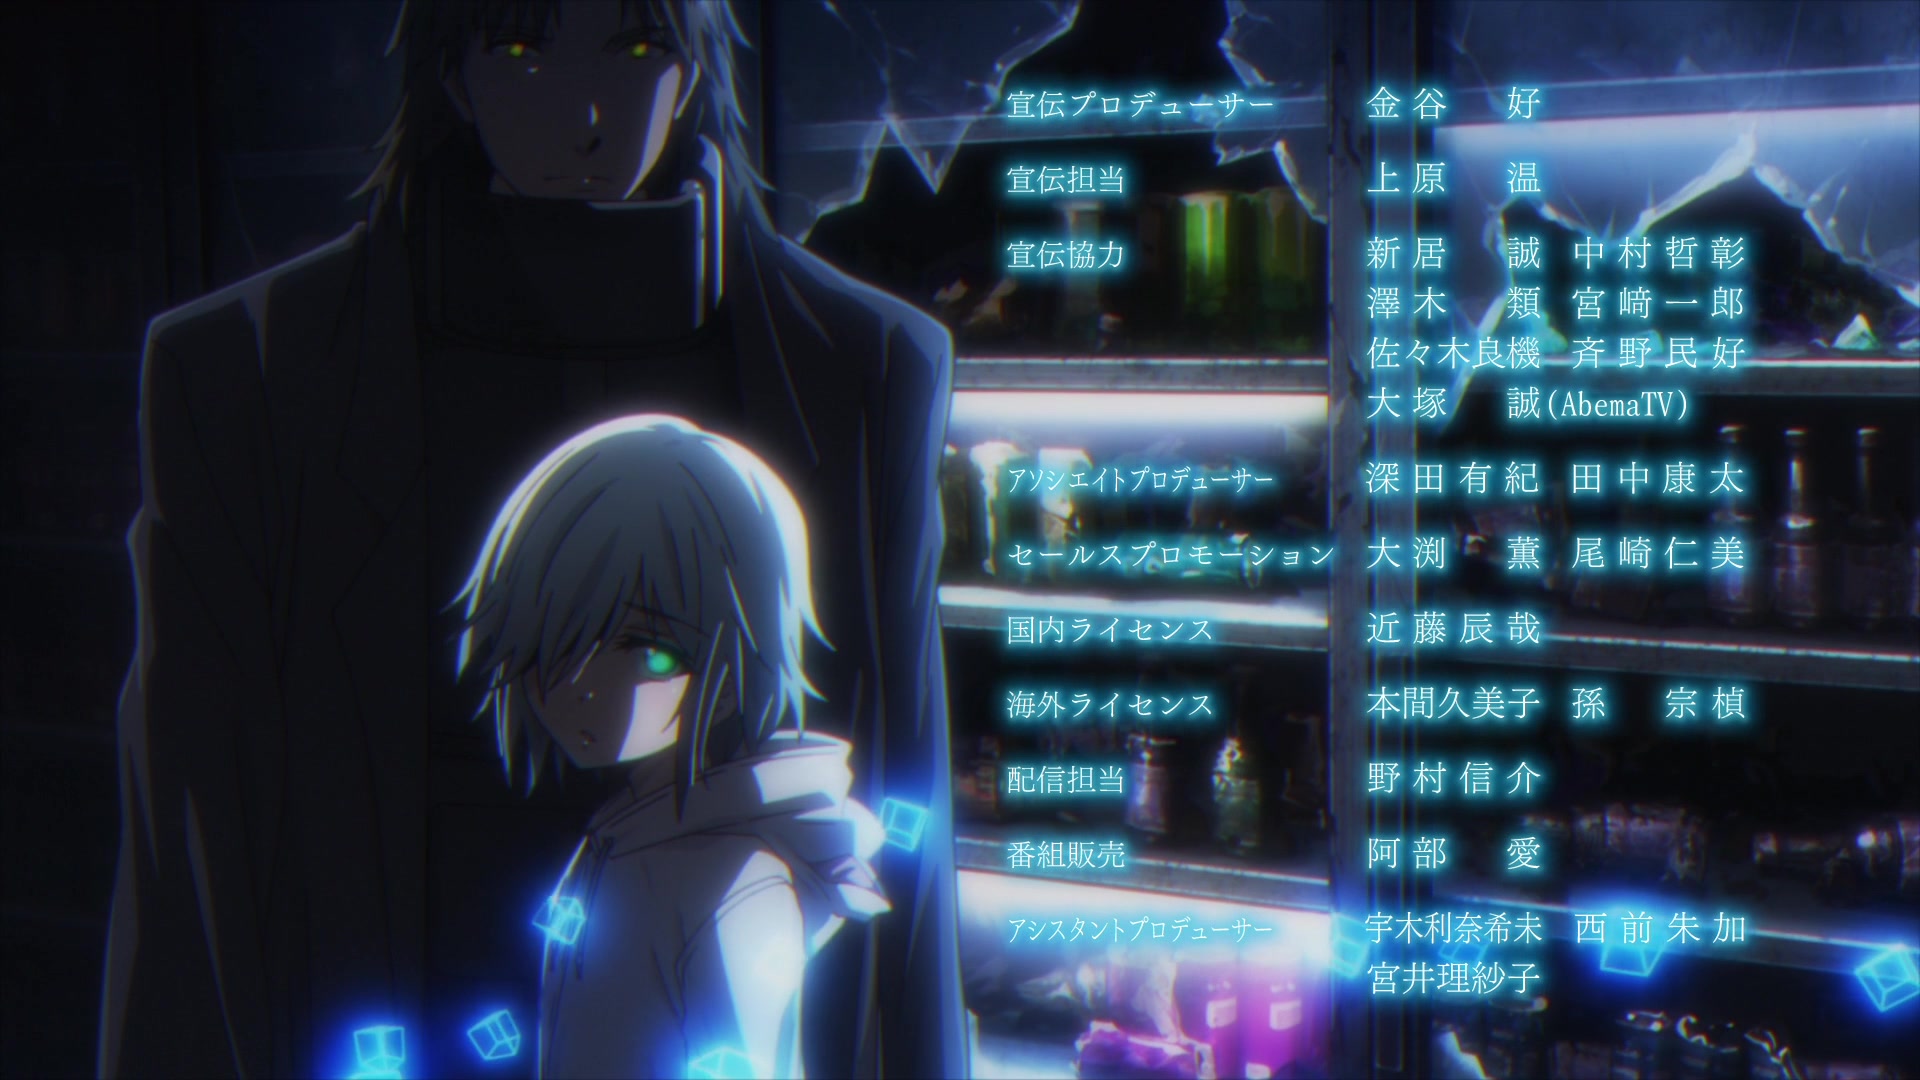 宣伝プロデューサー 金谷 好
宣伝担当 上原 温
宣伝協力 新居 誠 中村哲彰
澤木 類 宮﨑一郎
佐々木良機 斉野民好
大塚 誠(AbemaTV)
アソシエイトプロデューサー 深田有紀 田中康太
セールスプロモーション 大渕 薫 尾崎仁美
国内ライセンス 近藤辰哉
海外ライセンス 本間久美子 孫 宗楨
配信担当 野村信介
番組販売 阿部 愛
アシスタントプロデューサー 宇木利奈希未 西前朱加
宮井理紗子